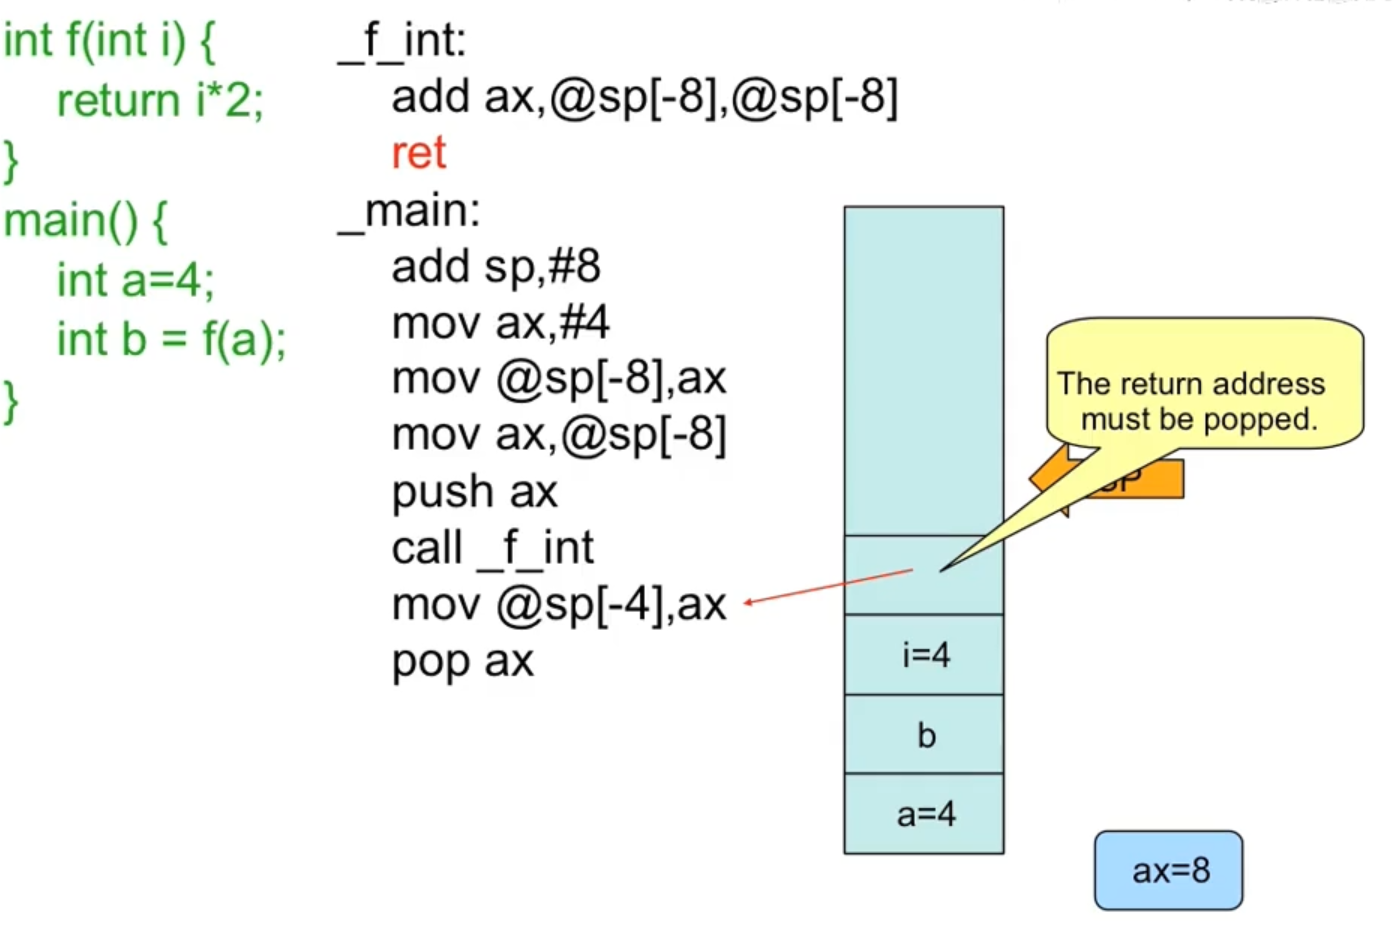 int f(int i) {
return i*2;
}
main() {
int a=4;
int b = f(a);
}
_f_int:
add ax,@sp[-8],@sp[-8]
ret
_main:
add sp,#8
mov ax,#4
mov @sp[-8],ax
mov ax,@sp[-8]
push ax
call _f_int
mov @sp[-4],ax
pop ax
The return address
must be popped.
i=4
b
a=4
ax=8